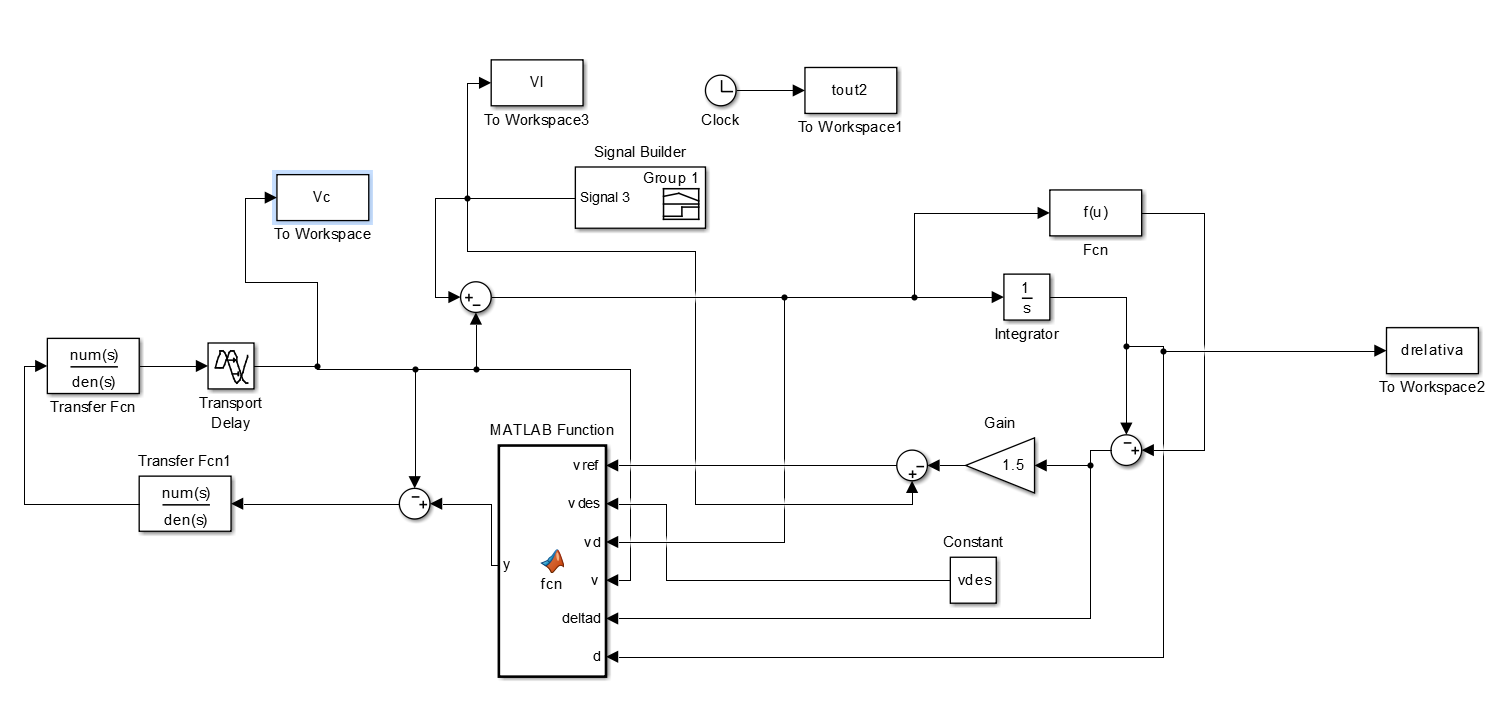 Vl
To Workspace3
Clock
tout2
To Workspace1
Signal Builder
Group 1
Signal 3
Vc
To Workspace
f(u)
Fcn
+
−
1
s
Integrator
num(s)
den(s)
Transfer Fcn
Transport
Delay
drelativa
To Workspace2
MATLAB Function
Gain
1.5
−
+
−
+
Transfer Fcn1
num(s)
den(s)
−
+
vref
vdes
vd
v
deltad
d
y
fcn
Constant
vdes